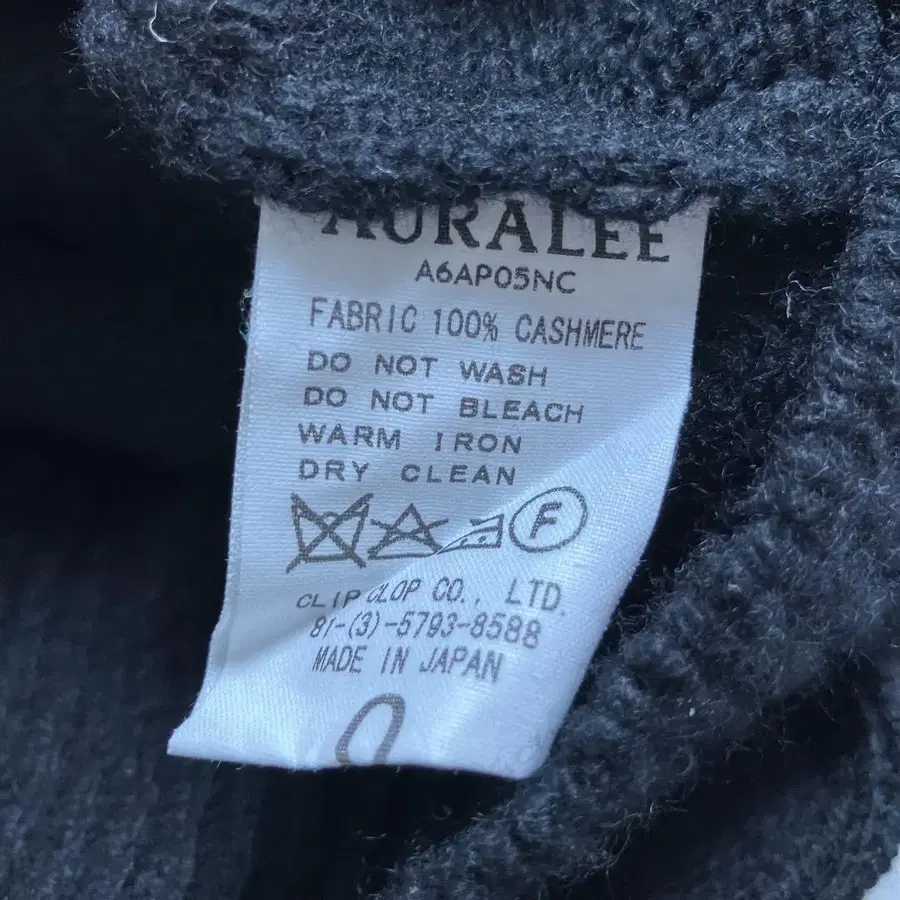 AURALEE
A6AP05NC
FABRIC 100% CASHMERE
DO NOT WASH
DO NOT BLEACH
WARM IRON
DRY CLEAN
F
CLIP CLOP CO., LTD.
81-(3)-5793-8588
MADE IN JAPAN
0